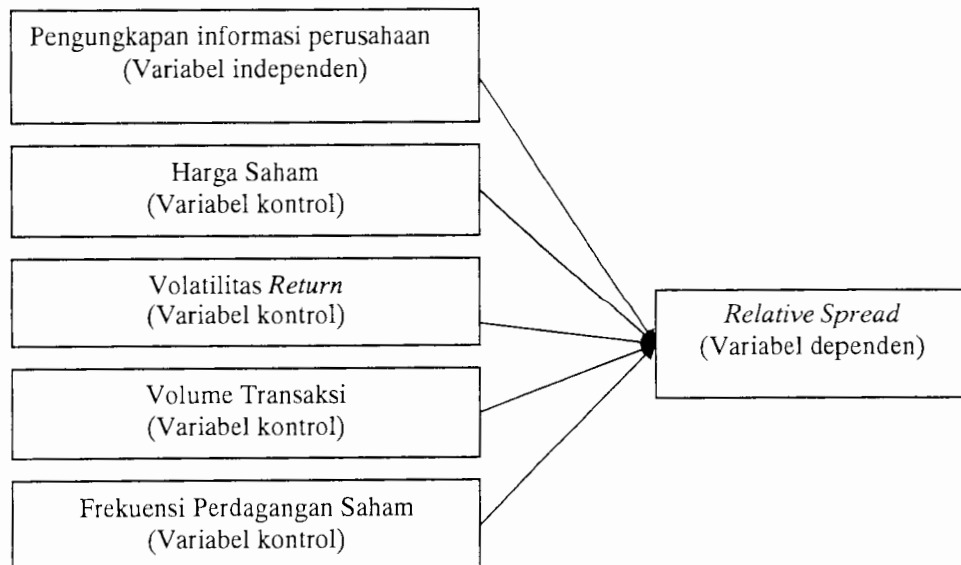 Pengungkapan informasi perusahaan
(Variabel independen)
Harga Saham
(Variabel kontrol)
Volatilitas Return
(Variabel kontrol)
Volume Transaksi
(Variabel kontrol)
Frekuensi Perdagangan Saham
(Variabel kontrol)
Relative Spread
(Variabel dependen)